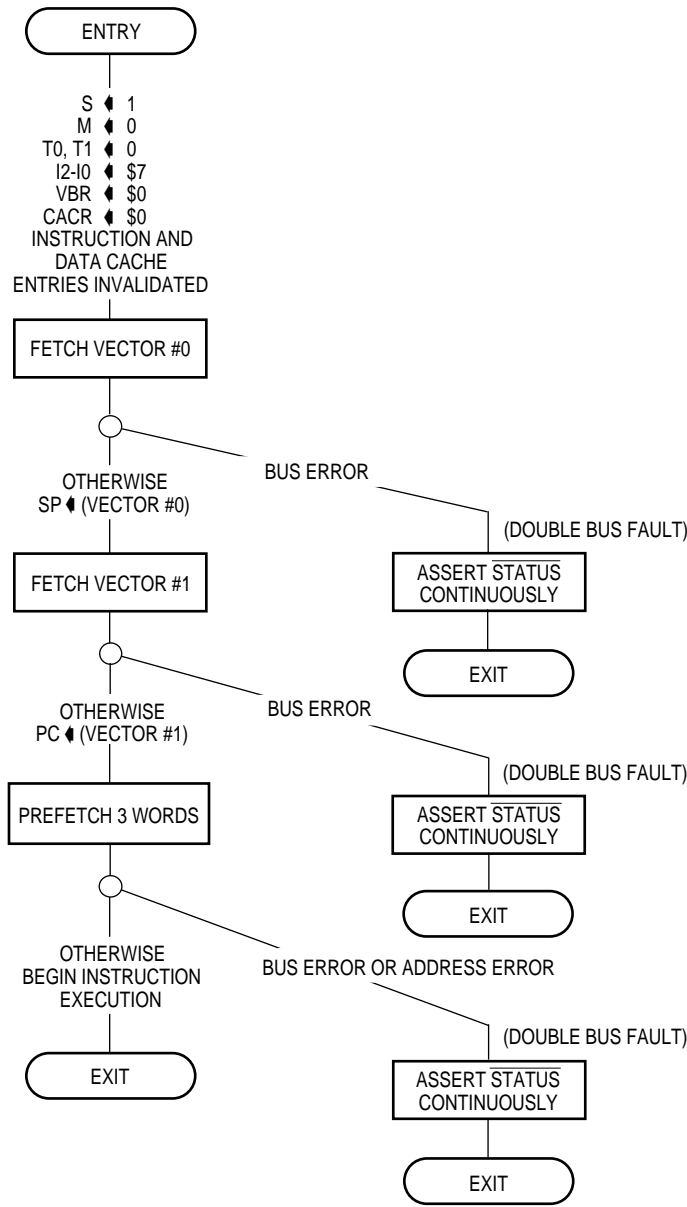 ENTRY
S ← 1
M ← 0
T0, T1 ← 0
I2-I0 ← $7
VBR ← $0
CACR ← $0
INSTRUCTION AND
DATA CACHE
ENTRIES INVALIDATED
FETCH VECTOR #0
BUS ERROR
OTHERWISE
SP ← (VECTOR #0)
(DOUBLE BUS FAULT)
ASSERT STATUS
CONTINUOUSLY
EXIT
FETCH VECTOR #1
BUS ERROR
OTHERWISE
PC ← (VECTOR #1)
(DOUBLE BUS FAULT)
ASSERT STATUS
CONTINUOUSLY
EXIT
PREFETCH 3 WORDS
BUS ERROR OR ADDRESS ERROR
OTHERWISE
BEGIN INSTRUCTION
EXECUTION
EXIT
(DOUBLE BUS FAULT)
ASSERT STATUS
CONTINUOUSLY
EXIT